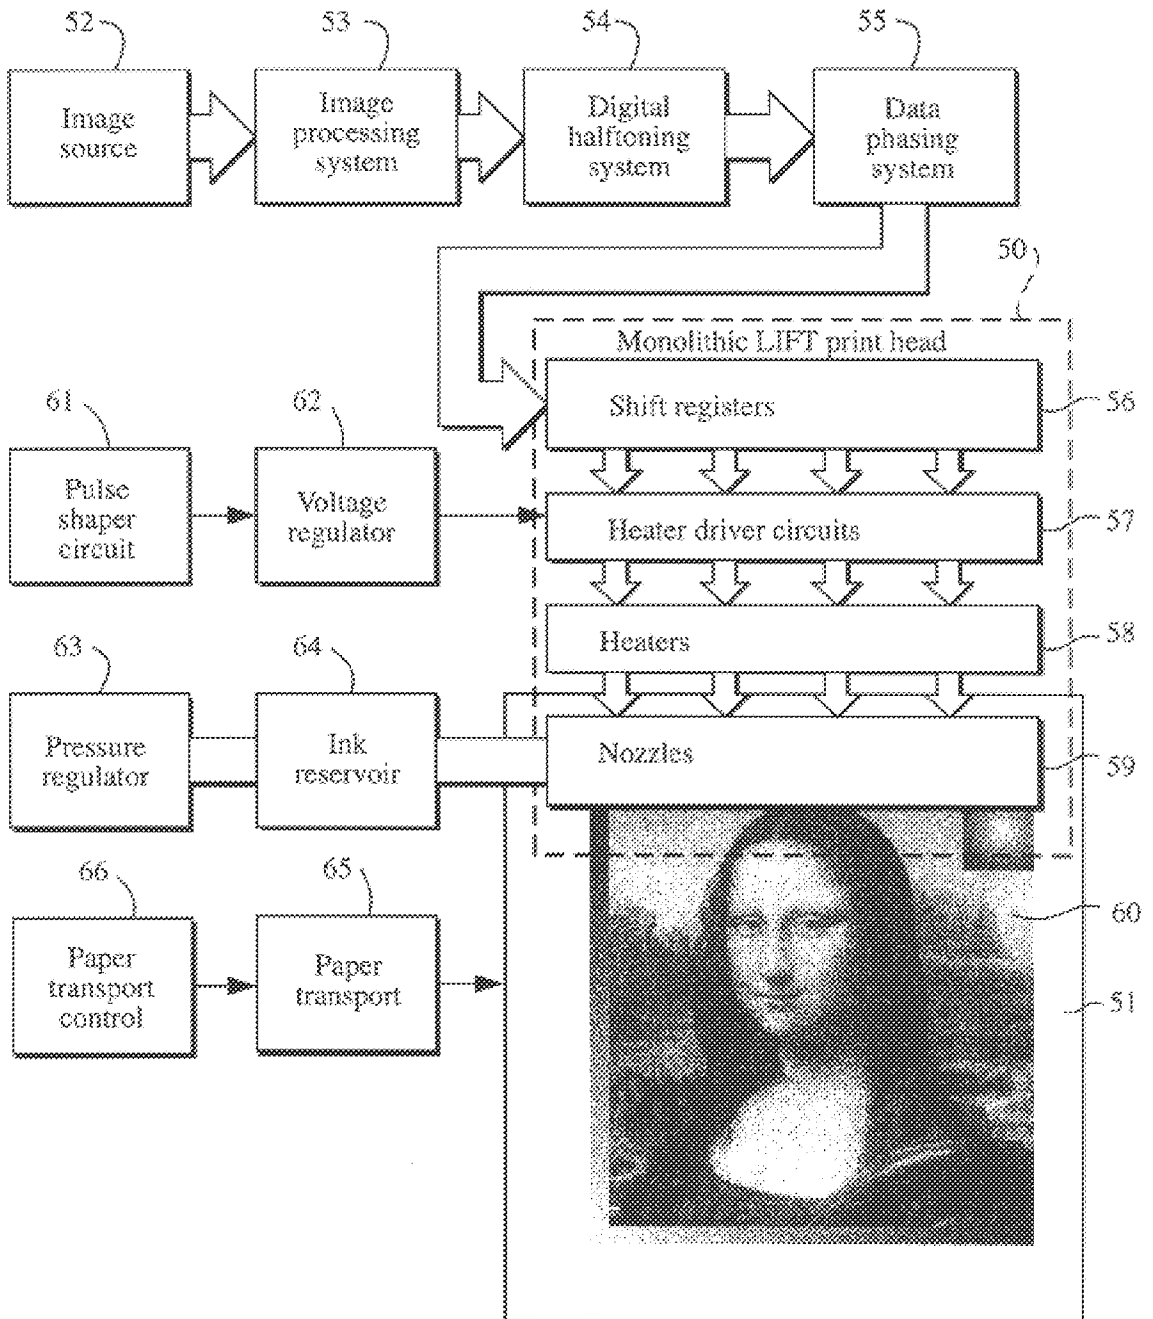 52
53
54
55
Image
source
Image
processing
system
Digital
halftoning
system
Data
phasing
system
50
Monolithic LIFT print head
Shift registers
56
61
62
Pulse
shaper
circuit
Voltage
regulator
Heater driver circuits
57
Heaters
58
63
64
Pressure
regulator
Ink
reservoir
Nozzles
59
66
65
Paper
transport
control
Paper
transport
60
51